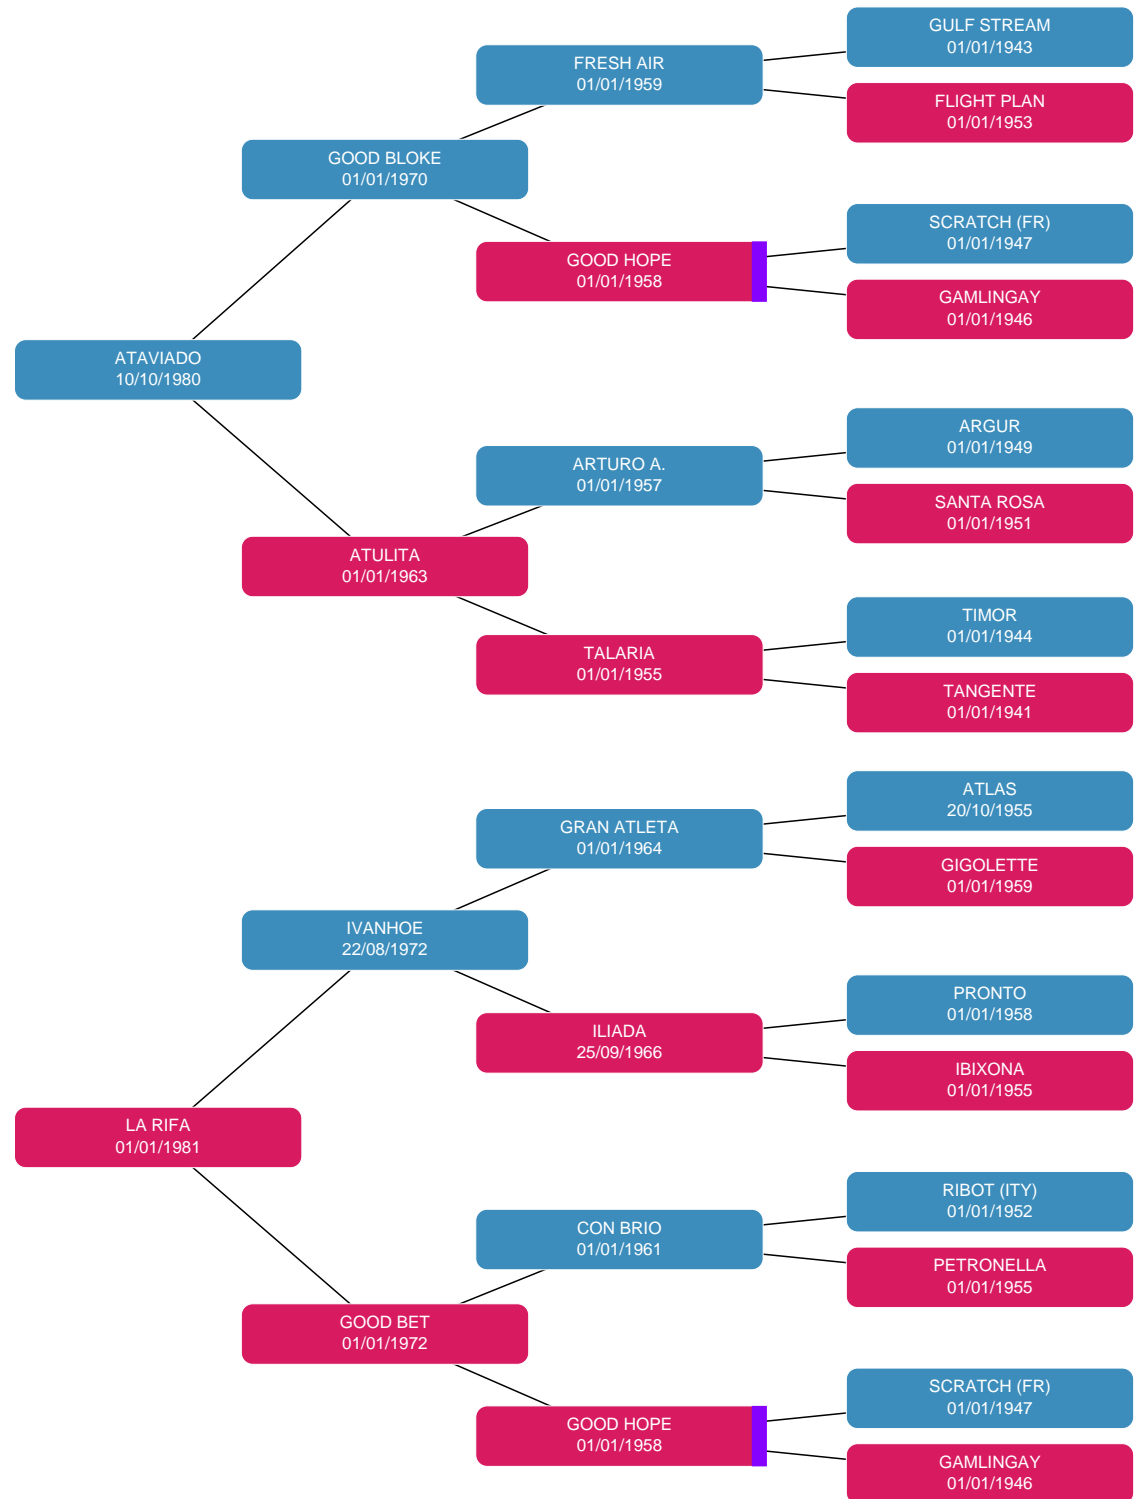 GULF STREAM
01/01/1943
FRESH AIR
01/01/1959
FLIGHT PLAN
01/01/1953
GOOD BLOKE
01/01/1970
SCRATCH (FR)
01/01/1947
GOOD HOPE
01/01/1958
GAMLINGAY
01/01/1946
ATAVIADO
10/10/1980
ARGUR
01/01/1949
ARTURO A.
01/01/1957
SANTA ROSA
01/01/1951
ATULITA
01/01/1963
TIMOR
01/01/1944
TALARIA
01/01/1955
TANGENTE
01/01/1941
ATLAS
20/10/1955
GRAN ATLETA
01/01/1964
GIGOLETTE
01/01/1959
IVANHOE
22/08/1972
PRONTO
01/01/1958
ILIADA
25/09/1966
IBIXONA
01/01/1955
LA RIFA
01/01/1981
RIBOT (ITY)
01/01/1952
CON BRIO
01/01/1961
PETRONELLA
01/01/1955
GOOD BET
01/01/1972
SCRATCH (FR)
01/01/1947
GOOD HOPE
01/01/1958
GAMLINGAY
01/01/1946